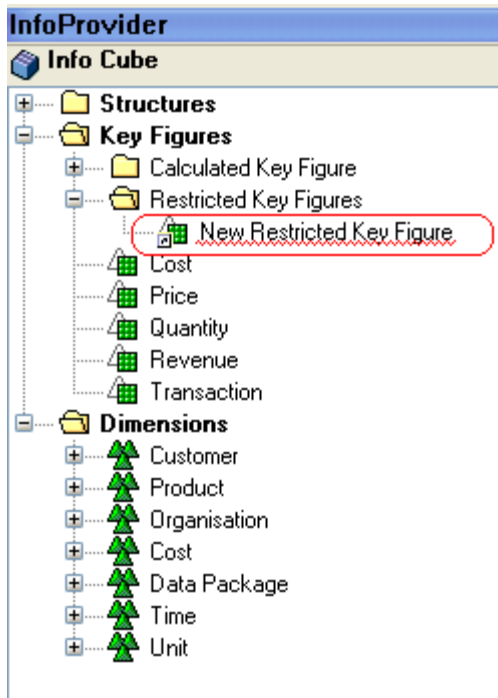 InfoProvider
Info Cube
Structures
Key Figures
Calculated Key Figure
Restricted Key Figures
New Restricted Key Figure
Cost
Price
Quantity
Revenue
Transaction
Dimensions
Customer
Product
Organisation
Cost
Data Package
Time
Unit